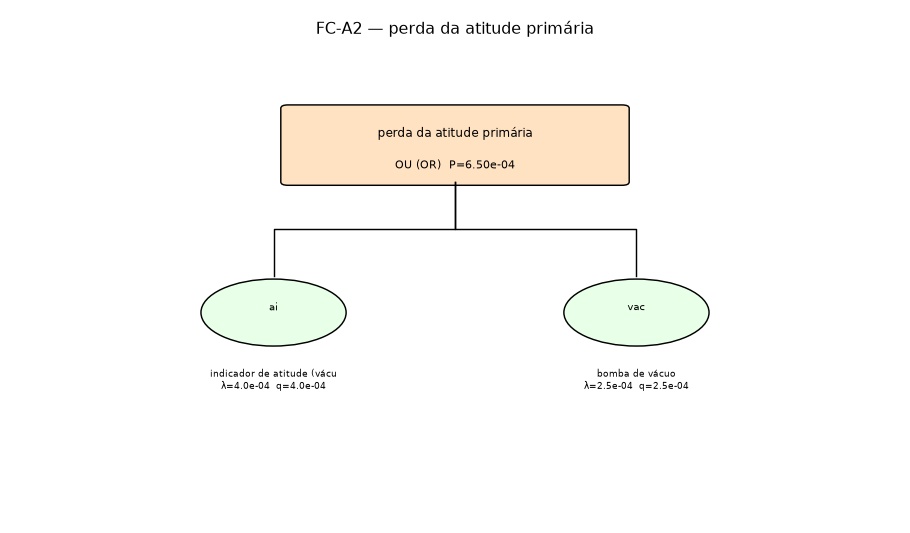 FC-A2 — perda da atitude primária
perda da atitude primária
OU (OR) P=6.50e-04
ai
vac
indicador de atitude (vácu
λ=4.0e-04 q=4.0e-04
bomba de vácuo
λ=2.5e-04 q=2.5e-04